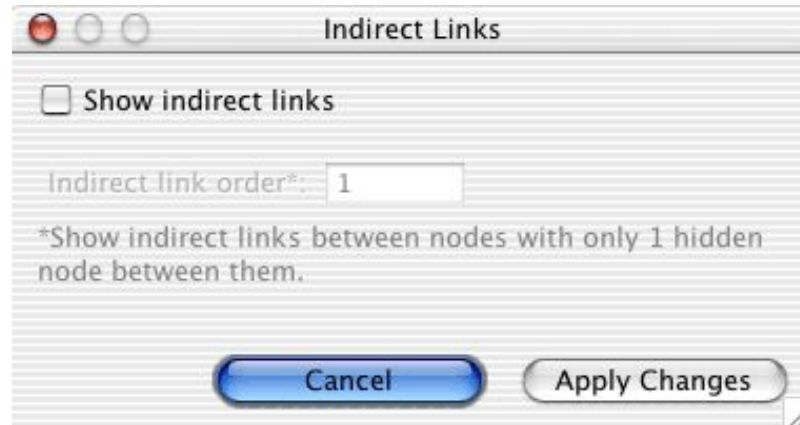 Indirect Links
Show indirect links
Indirect link order*: 1
*Show indirect links between nodes with only 1 hidden
node between them.
Cancel Apply Changes